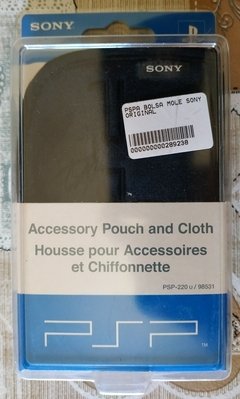 SONY
SONY
PSPA BOLSA MOLE SONY
ORIGINAL
000000000289238
Accessory Pouch and Cloth
Housse pour Accessoires
et Chiffonnette
PSP-220 U / 98531
PSP
TM